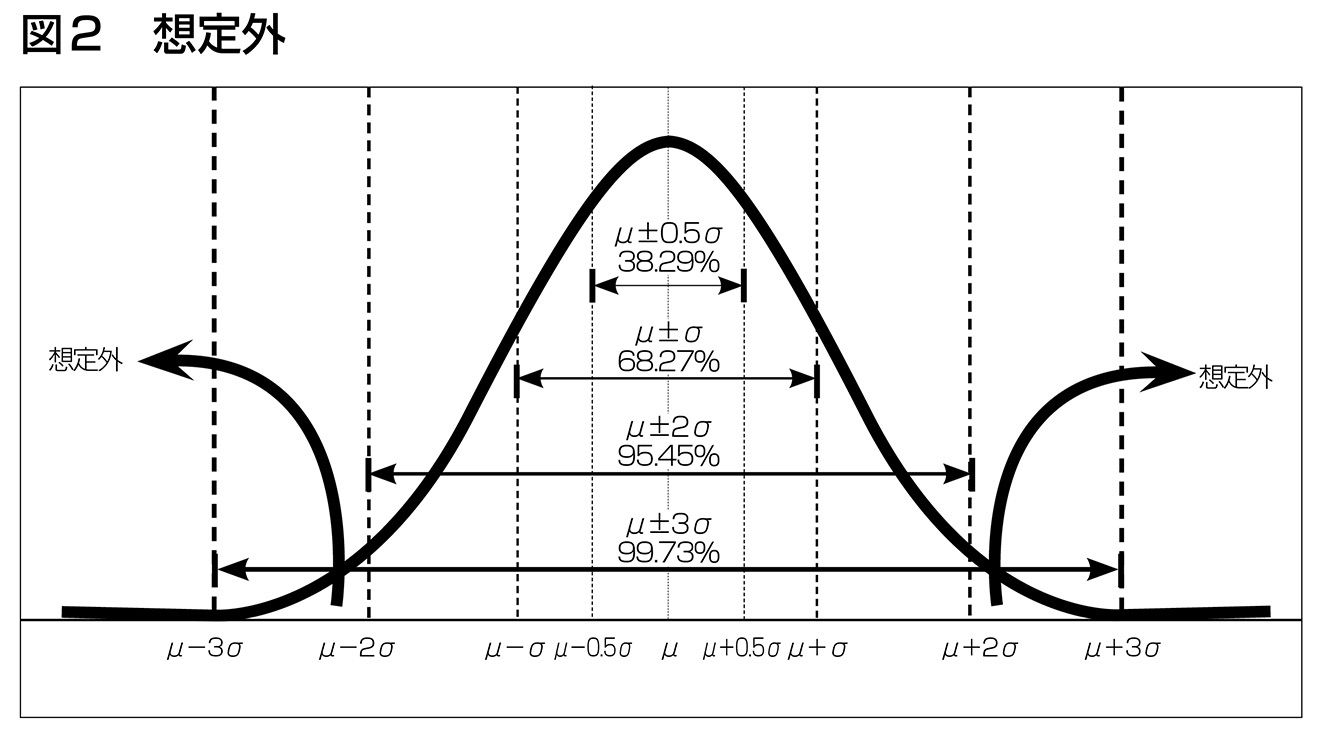 図2 想定外
μ±0.5σ
38.29%
μ±σ
68.27%
想定外
想定外
μ±2σ
95.45%
μ±3σ
99.73%
μ−3σ μ−2σ μ−σ μ−0.5σ μ μ+0.5σ μ+σ μ+2σ μ+3σ